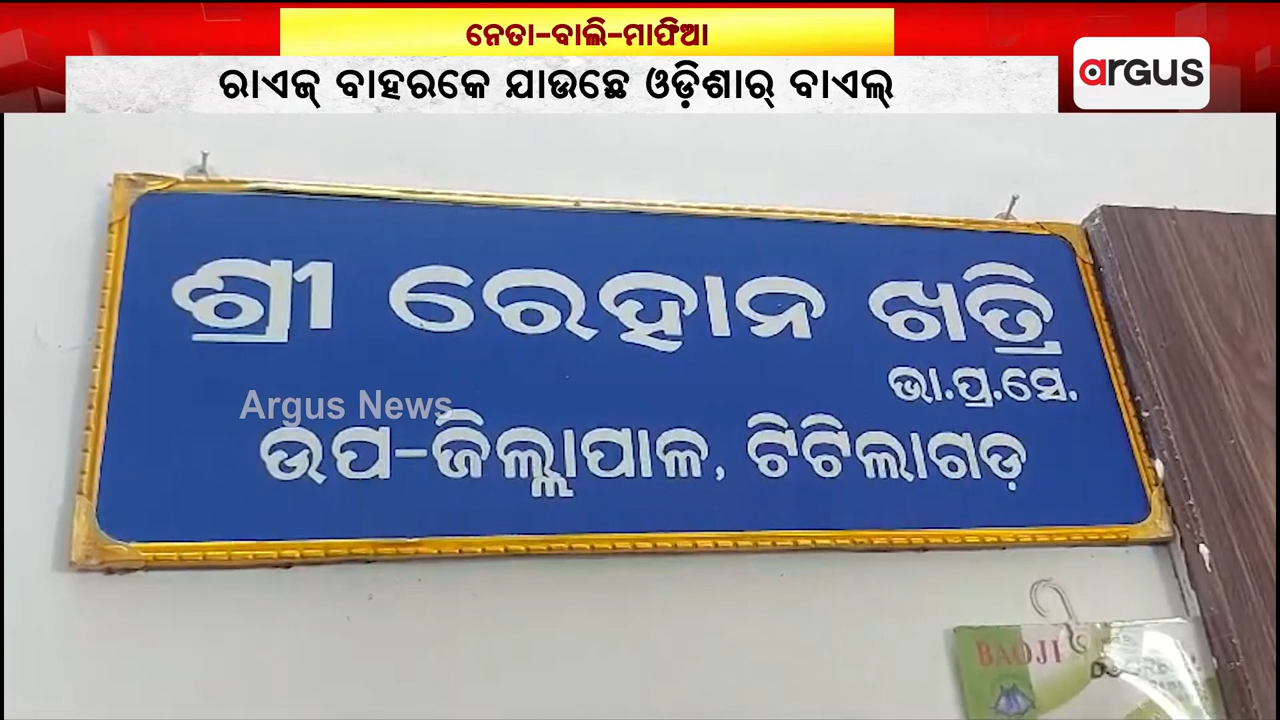 ନେତା-ବାଲି-ମାଫିଆ
ରାଏଜ୍ ବାହରକେ ଯାଉଛେ ଓଡ଼ିଶାର୍ ବାଏଲ୍
argus
ଶ୍ରୀ ରେହାନ ଖତ୍ରି
ଭା.ପ୍ର.ସେ.
Argus News
ଉପ-ଜିଲ୍ଲାପାଳ, ଟିଟିଲାଗଡ଼
BAOJI